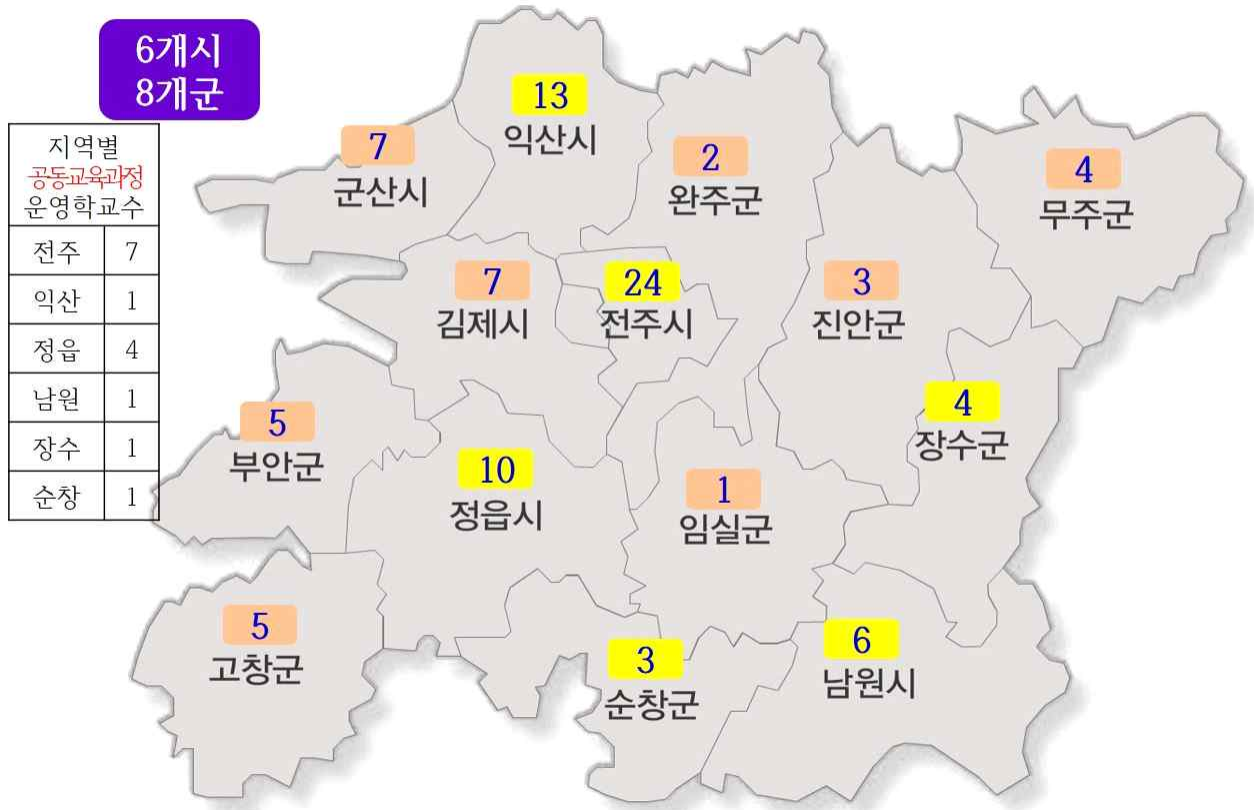 6개시
8개군
지역별
공동교육과정
운영학교수
전주 7
익산 1
정읍 4
남원 1
장수 1
순창 1
13
익산시
7
군산시
2
완주군
4
무주군
7
김제시
24
전주시
3
진안군
4
장수군
5
부안군
10
정읍시
1
임실군
5
고창군
3
순창군
6
남원시